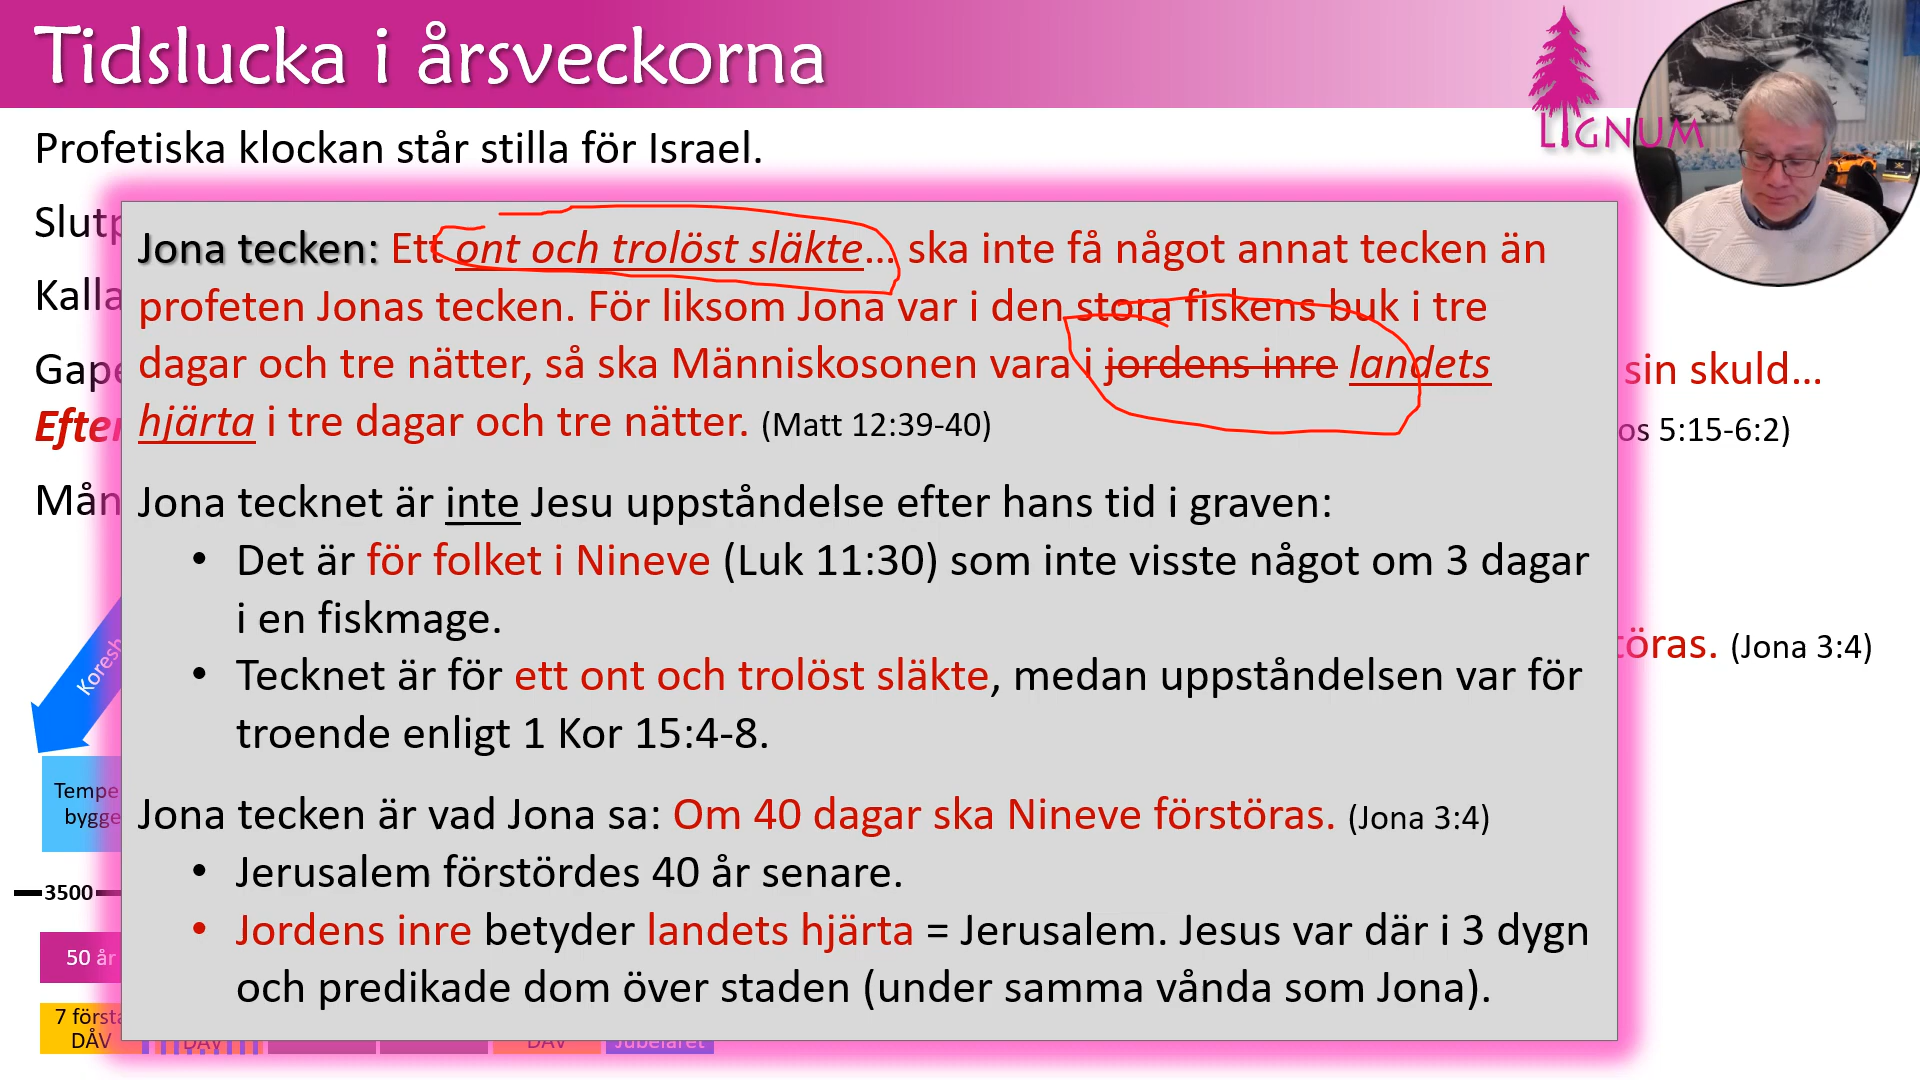 Tidslucka i årsveckorna
LIGNUM
Profetiska klockan står stilla för Israel.
Jona tecken: Ett ont och trolöst släkte... ska inte få något annat tecken än
profeten Jonas tecken. För liksom Jona var i den stora fiskens buk i tre
dagar och tre nätter, så ska Människosonen vara i jordens inre landets
hjärta i tre dagar och tre nätter. (Matt 12:39-40)
sin skuld...
5:15-6:2)
Jona tecknet är inte Jesu uppståndelse efter hans tid i graven:
• Det är för folket i Nineve (Luk 11:30) som inte visste något om 3 dagar
i en fiskmage.
• Tecknet är för ett ont och trolöst släkte, medan uppståndelsen var för
troende enligt 1 Kor 15:4-8.
(Jona 3:4)
Koresh
Jona tecken är vad Jona sa: Om 40 dagar ska Nineve förstöras. (Jona 3:4)
• Jerusalem förstördes 40 år senare.
• Jordens inre betyder landets hjärta = Jerusalem. Jesus var där i 3 dygn
och predikade dom över staden (under samma vånda som Jona).
3500
50 år
7 första
DÅV
DÅV
DÅV
Jubelåret